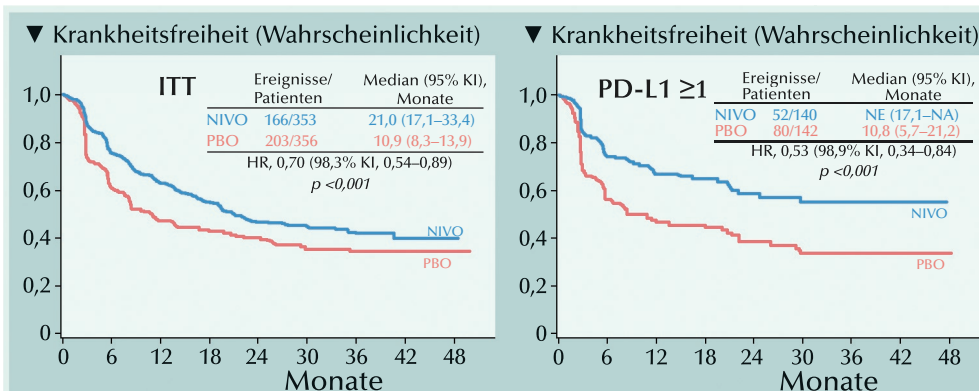 ▼ Krankheitsfreiheit (Wahrscheinlichkeit)
ITT
Ereignisse/ Median (95% KI),
Patienten Monate
NIVO 166/353 21,0 (17,1–33,4)
PBO 203/356 10,9 (8,3–13,9)
HR, 0,70 (98,3% KI, 0,54–0,89)
p <0,001
1,0
0,8
0,6
0,4
0,2
0
NIVO
PBO
0 6 12 18 24 30 36 42 48
Monate
▼ Krankheitsfreiheit (Wahrscheinlichkeit)
PD-L1 ≥1
Ereignisse/ Median (95% KI),
Patienten Monate
NIVO 52/140 NE (17,1–NA)
PBO 80/142 10,8 (5,7–21,2)
HR, 0,53 (98,9% KI, 0,34–0,84)
p <0,001
1,0
0,8
0,6
0,4
0,2
0
NIVO
PBO
0 6 12 18 24 30 36 42 48
Monate